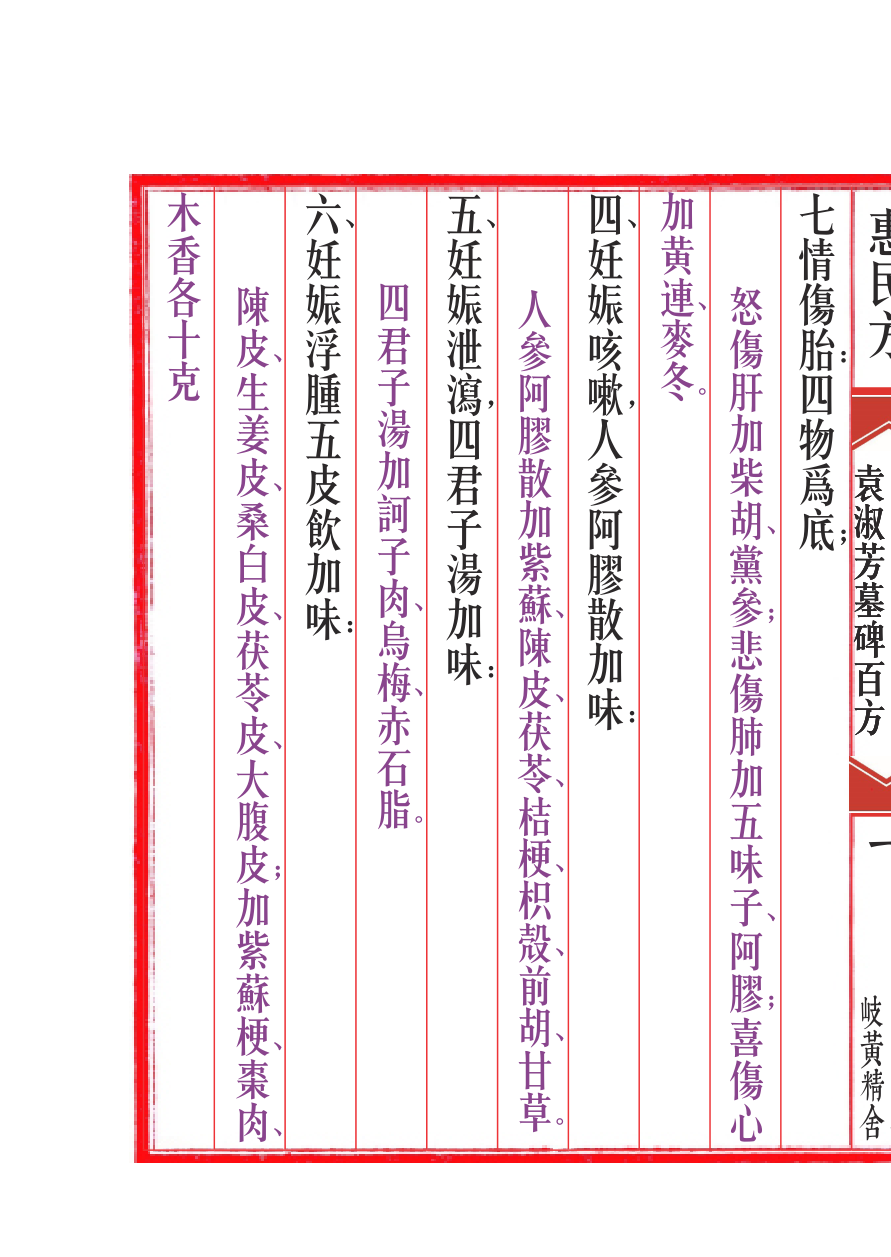 惠民方
袁淑芳墓碑百方
一
岐黃精舍
七情傷胎：四物爲底；
怒傷肝加柴胡、黨參；悲傷肺加五味子、阿膠；喜傷心
加黄連、麥冬。
四、妊娠咳嗽，人參阿膠散加味：
人參阿膠散加紫蘇、陳皮、茯苓、桔梗、枳殼、前胡、甘草。
五、妊娠泄瀉，四君子湯加味：
四君子湯加訶子肉、烏梅、赤石脂。
六、妊娠浮腫五皮飲加味：
陳皮、生姜皮、桑白皮、茯苓皮、大腹皮；加紫蘇梗、棗肉、
木香各十克